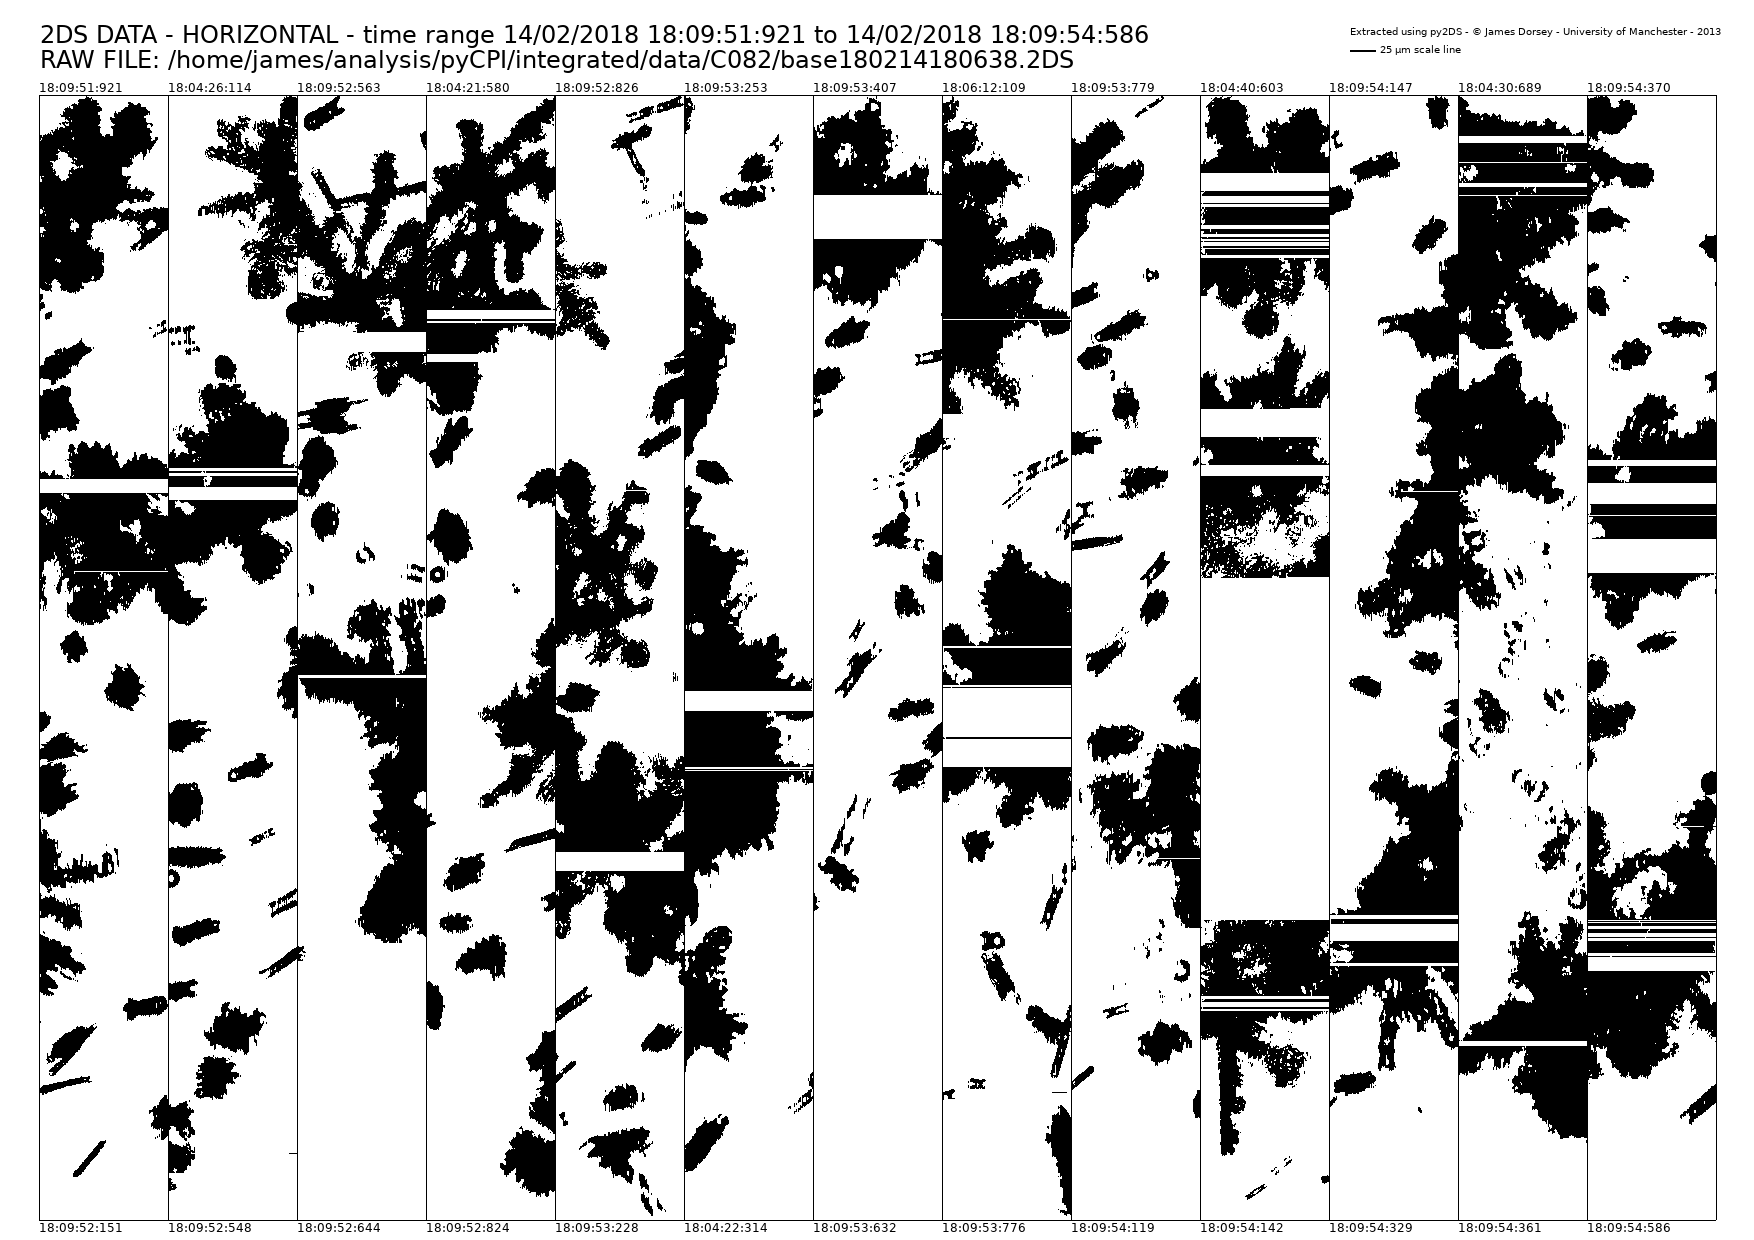 2DS DATA - HORIZONTAL - time range 14/02/2018 18:09:51:921 to 14/02/2018 18:09:54:586
RAW FILE: /home/james/analysis/pyCPI/integrated/data/C082/base180214180638.2DS
Extracted using py2DS - © James Dorsey - University of Manchester - 2013
25 µm scale line
18:09:51:921 18:04:26:114 18:09:52:563 18:04:21:580 18:09:52:826 18:09:53:253 18:09:53:407 18:06:12:109 18:09:53:779 18:04:40:603 18:09:54:147 18:04:30:689 18:09:54:370
18:09:52:151 18:09:52:548 18:09:52:644 18:09:52:824 18:09:53:228 18:04:22:314 18:09:53:632 18:09:53:776 18:09:54:119 18:09:54:142 18:09:54:329 18:09:54:361 18:09:54:586